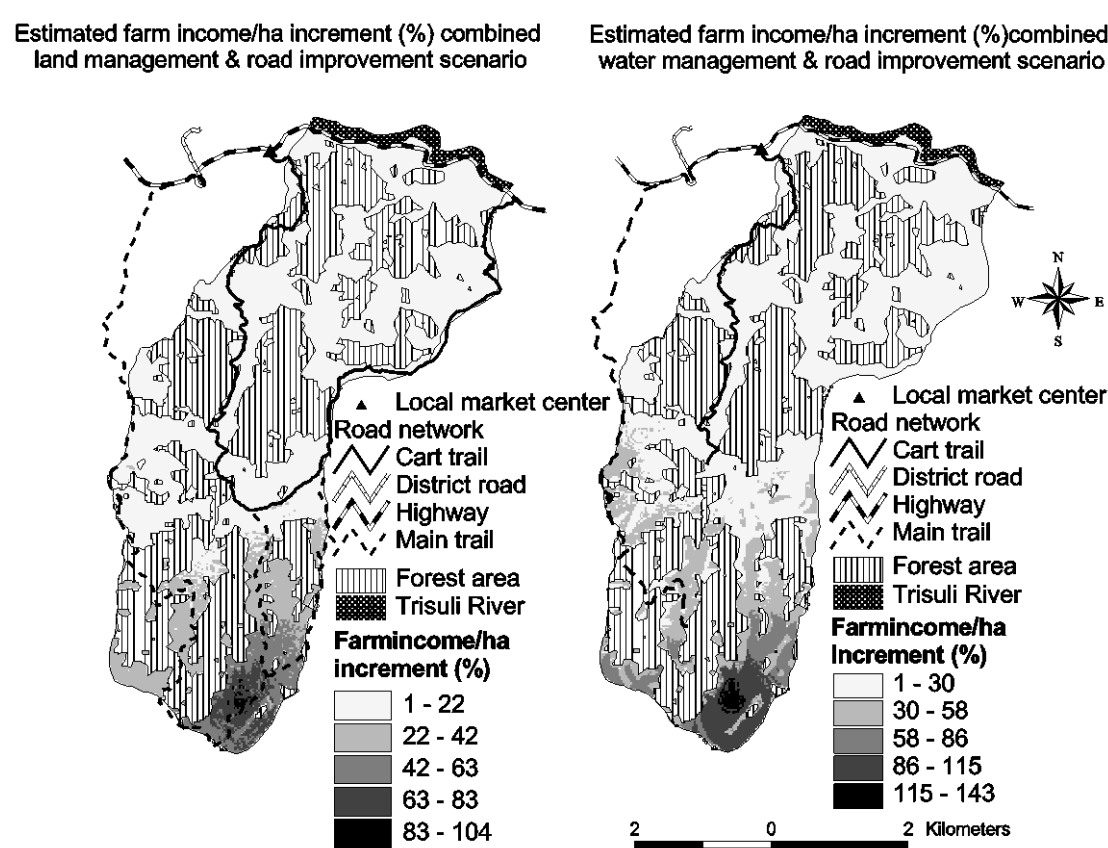 Estimated farm income/ha increment (%) combined
land management & road improvement scenario
Estimated farm income/ha increment (%)combined
water management & road improvement scenario
N
W
E
S
Local market center
Road network
Cart trail
District road
Highway
Main trail
Forest area
Trisuli River
Farmincome/ha
increment (%)
1 - 22
22 - 42
42 - 63
63 - 83
83 - 104
Local market center
Road network
Cart trail
District road
Highway
Main trail
Forest area
Trisuli River
Farmincome/ha
Increment (%)
1 - 30
30 - 58
58 - 86
86 - 115
115 - 143
2 0 2 Kilometers